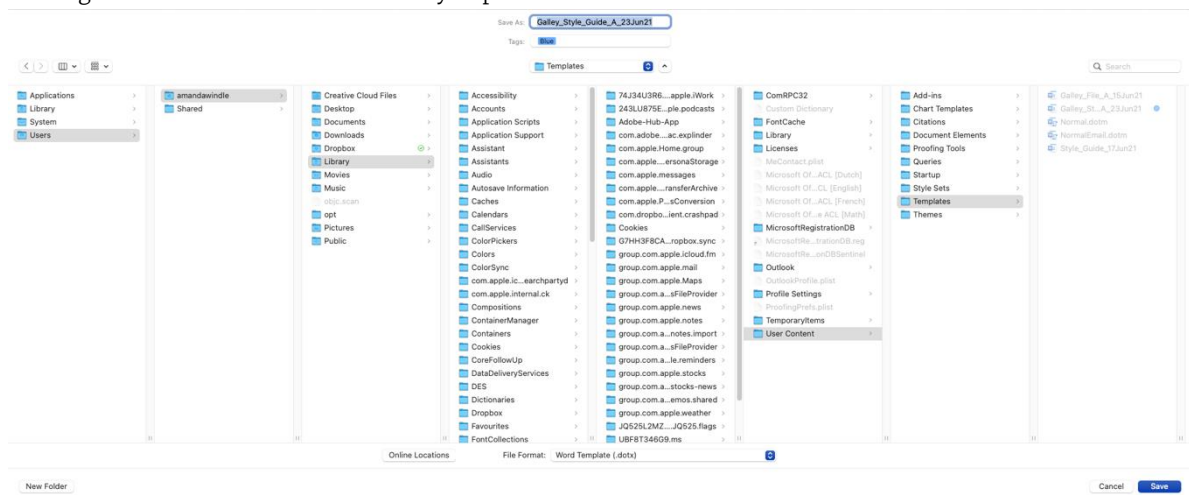 Save As: Galley_Style_Guide_A_23Jun21
Tags: Blue
Templates
Search
Applications
Library
System
Users
amandawindle
Shared
Creative Cloud Files
Desktop
Documents
Downloads
Dropbox
Library
Movies
Music
objc.scan
opt
Pictures
Public
Accessibility
Accounts
Application Scripts
Application Support
Assistant
Assistants
Audio
Autosave Information
Caches
Calendars
CallServices
ColorPickers
Colors
ColorSync
com.apple.ic...earchpartyd
com.apple.internal.ck
Compositions
ContainerManager
Containers
Cookies
CoreFollowUp
DataDeliveryServices
DES
Dictionaries
Dropbox
Favourites
FontCollections
74J34U3R6....apple.iWork
243LU875E...ple.podcasts
Adobe-Hub-App
com.adobe....ac.explinder
com.apple.Home.group
com.apple....ersonaStorage
com.apple.messages
com.apple....ransferArchive
com.apple.P...sConversion
com.dropbo...ient.crashpad
Cookies
G7HH3F8CA...ropbox.sync
group.com.apple.icloud.fm
group.com.apple.mail
group.com.apple.Maps
group.com.a...sFileProvider
group.com.apple.news
group.com.apple.notes
group.com.a...notes.import
group.com.a...sFileProvider
group.com.a...le.reminders
group.com.apple.stocks
group.com.a...stocks-news
group.com.a...emos.shared
group.com.apple.weather
JQ525L2MZ....JQ525.flags
UBF8T346G9.ms
ComRPC32
Custom Dictionary
FontCache
Library
Licenses
MeContact.plist
Microsoft Of...ACL [Dutch]
Microsoft Of...CL [English]
Microsoft Of...ACL [French]
Microsoft Of...e ACL [Math]
MicrosoftRegistrationDB
MicrosoftRe...trationDB.reg
MicrosoftRe...onDBSentinel
Outlook
OutlookProfile.plist
Profile Settings
ProofingPrefs.plist
TemporaryItems
User Content
Add-ins
Chart Templates
Citations
Document Elements
Proofing Tools
Queries
Startup
Style Sets
Templates
Themes
Galley_File_A_15Jun21
Galley_St...A_23Jun21
Normal.dotm
NormalEmail.dotm
Style_Guide_17Jun21
Online Locations
File Format: Word Template (.dotx)
New Folder
Cancel
Save